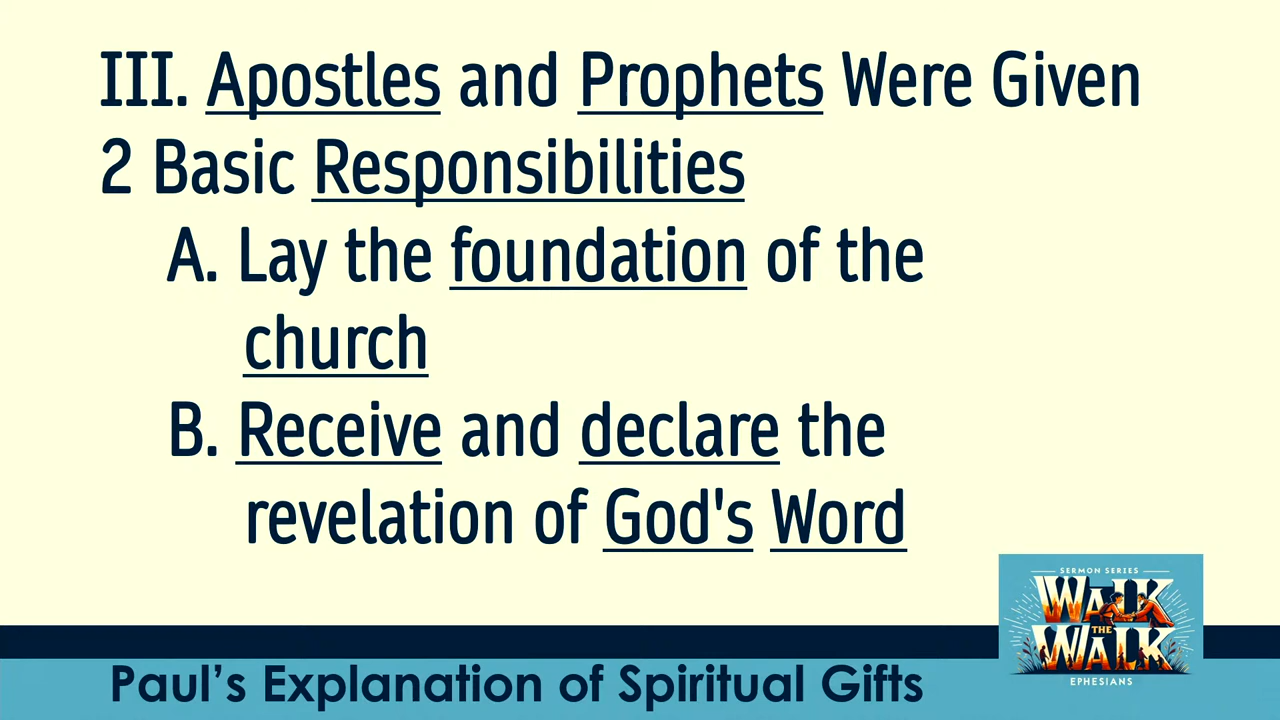 III. Apostles and Prophets Were Given
2 Basic Responsibilities
A. Lay the foundation of the
church
B. Receive and declare the
revelation of God's Word
SERMON SERIES
WALK
THE
WALK
EPHESIANS
Paul’s Explanation of Spiritual Gifts